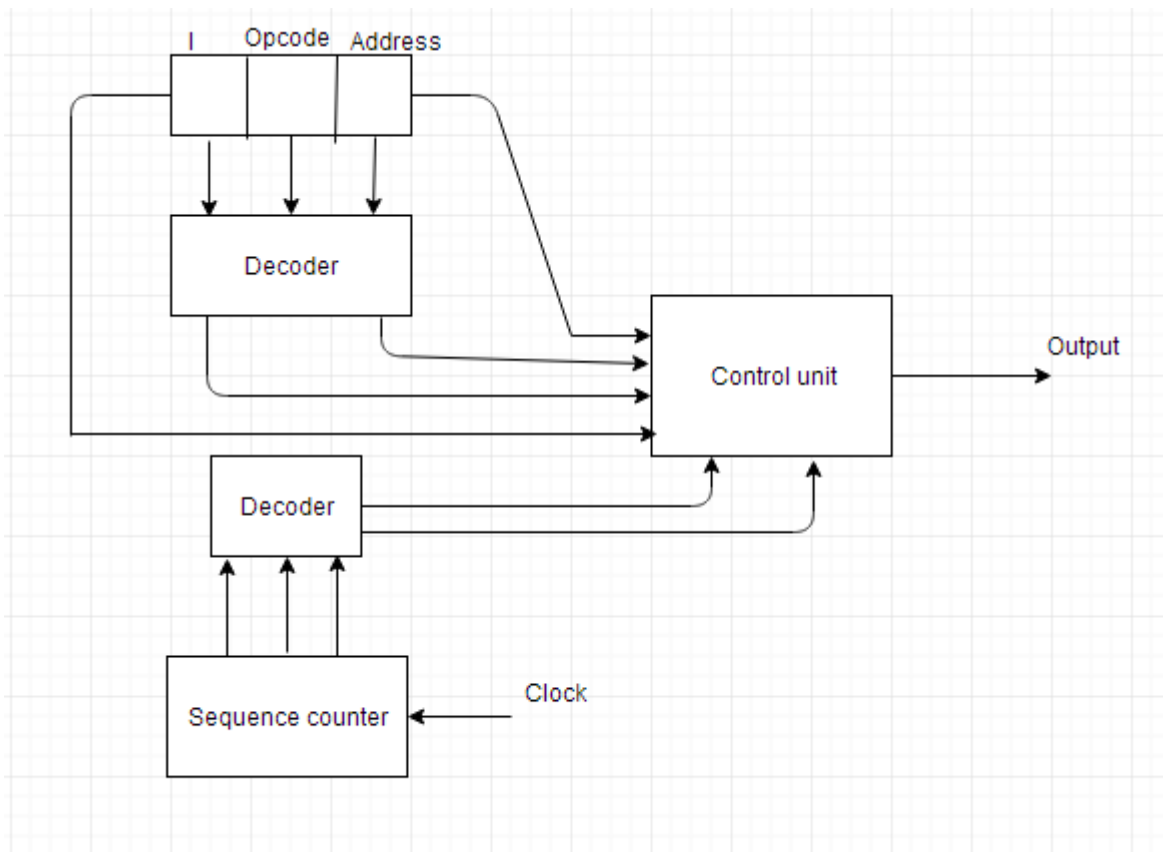 I Opcode Address
Decoder
Control unit
Output
Decoder
Sequence counter
Clock